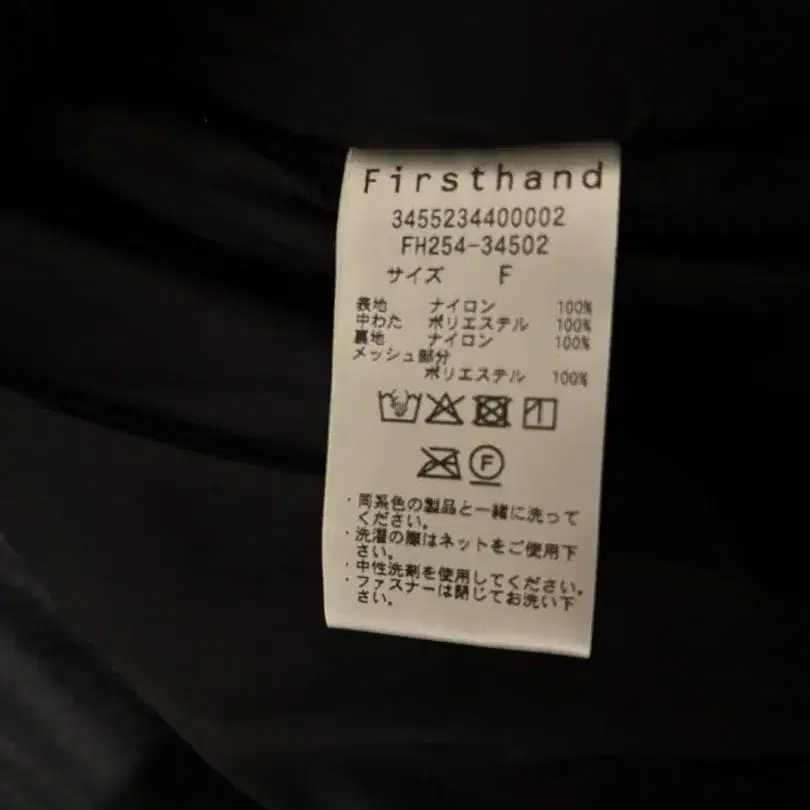 Firsthand
3455234400002
FH254-34502
サイズ F
表地 ナイロン 100%
中わた ポリエステル 100%
裏地 ナイロン 100%
メッシュ部分
ポリエステル 100%
F
・同系色の製品と一緒に洗って
ください。
・洗濯の際はネットをご使用下
さい。
・中性洗剤を使用してください。
・ファスナーは閉じてお洗い下
さい。